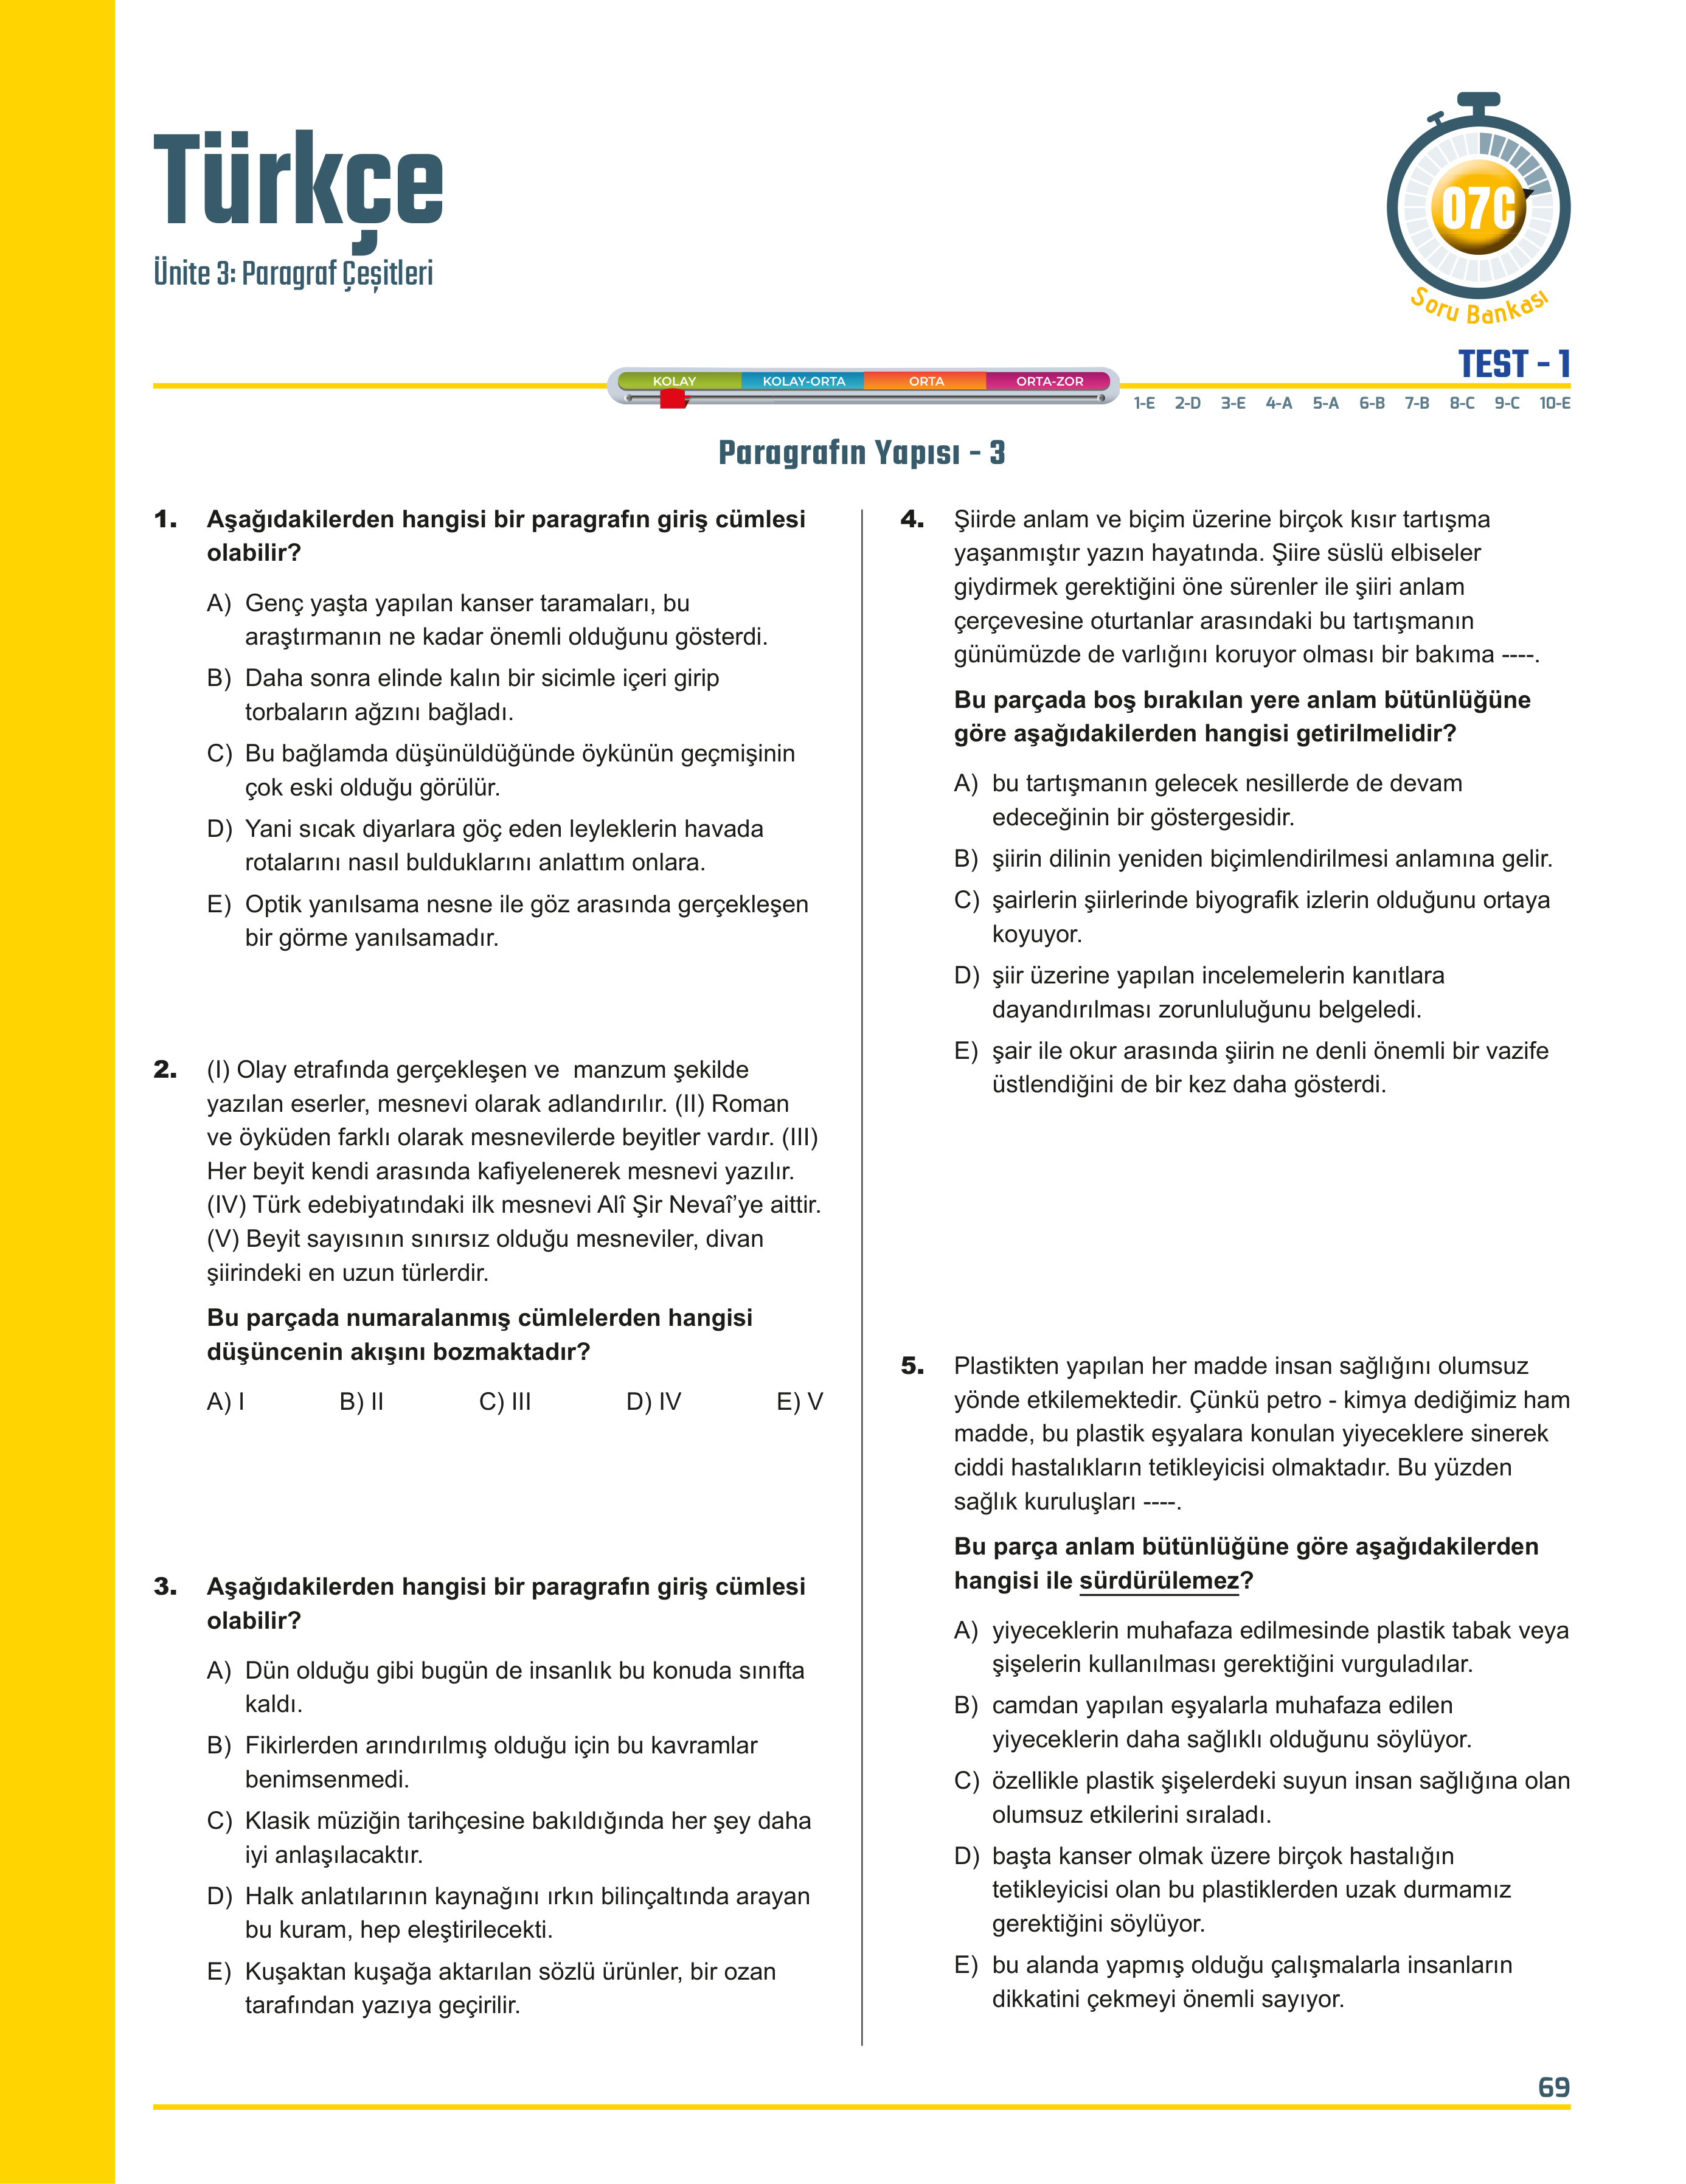 Türkçe
Ünite 3: Paragraf Çeşitleri
07C
Soru Bankası
TEST - 1
KOLAY KOLAY-ORTA ORTA ORTA-ZOR
1-E 2-D 3-E 4-A 5-A 6-B 7-B 8-C 9-C 10-E
Paragrafın Yapısı - 3
1. Aşağıdakilerden hangisi bir paragrafın giriş cümlesi
olabilir?
A) Genç yaşta yapılan kanser taramaları, bu
araştırmanın ne kadar önemli olduğunu gösterdi.
B) Daha sonra elinde kalın bir sicimle içeri girip
torbaların ağzını bağladı.
C) Bu bağlamda düşünüldüğünde öykünün geçmişinin
çok eski olduğu görülür.
D) Yani sıcak diyarlara göç eden leyleklerin havada
rotalarını nasıl bulduklarını anlattım onlara.
E) Optik yanılsama nesne ile göz arasında gerçekleşen
bir görme yanılsamadır.
2. (I) Olay etrafında gerçekleşen ve manzum şekilde
yazılan eserler, mesnevi olarak adlandırılır. (II) Roman
ve öyküden farklı olarak mesnevilerde beyitler vardır. (III)
Her beyit kendi arasında kafiyelenerek mesnevi yazılır.
(IV) Türk edebiyatındaki ilk mesnevi Alî Şir Nevaî’ye aittir.
(V) Beyit sayısının sınırsız olduğu mesneviler, divan
şiirindeki en uzun türlerdir.
Bu parçada numaralanmış cümlelerden hangisi
düşüncenin akışını bozmaktadır?
A) I B) II C) III D) IV E) V
3. Aşağıdakilerden hangisi bir paragrafın giriş cümlesi
olabilir?
A) Dün olduğu gibi bugün de insanlık bu konuda sınıfta
kaldı.
B) Fikirlerden arındırılmış olduğu için bu kavramlar
benimsenmedi.
C) Klasik müziğin tarihçesine bakıldığında her şey daha
iyi anlaşılacaktır.
D) Halk anlatılarının kaynağını ırkın bilinçaltında arayan
bu kuram, hep eleştirilecekti.
E) Kuşaktan kuşağa aktarılan sözlü ürünler, bir ozan
tarafından yazıya geçirilir.
4. Şiirde anlam ve biçim üzerine birçok kısır tartışma
yaşanmıştır yazın hayatında. Şiire süslü elbiseler
giydirmek gerektiğini öne sürenler ile şiiri anlam
çerçevesine oturtanlar arasındaki bu tartışmanın
günümüzde de varlığını koruyor olması bir bakıma ----.
Bu parçada boş bırakılan yere anlam bütünlüğüne
göre aşağıdakilerden hangisi getirilmelidir?
A) bu tartışmanın gelecek nesillerde de devam
edeceğinin bir göstergesidir.
B) şiirin dilinin yeniden biçimlendirilmesi anlamına gelir.
C) şairlerin şiirlerinde biyografik izlerin olduğunu ortaya
koyuyor.
D) şiir üzerine yapılan incelemelerin kanıtlara
dayandırılması zorunluluğunu belgeledi.
E) şair ile okur arasında şiirin ne denli önemli bir vazife
üstlendiğini de bir kez daha gösterdi.
5. Plastikten yapılan her madde insan sağlığını olumsuz
yönde etkilemektedir. Çünkü petro - kimya dediğimiz ham
madde, bu plastik eşyalara konulan yiyeceklere sinerek
ciddi hastalıkların tetikleyicisi olmaktadır. Bu yüzden
sağlık kuruluşları ----.
Bu parça anlam bütünlüğüne göre aşağıdakilerden
hangisi ile sürdürülemez?
A) yiyeceklerin muhafaza edilmesinde plastik tabak veya
şişelerin kullanılması gerektiğini vurguladılar.
B) camdan yapılan eşyalarla muhafaza edilen
yiyeceklerin daha sağlıklı olduğunu söylüyor.
C) özellikle plastik şişelerdeki suyun insan sağlığına olan
olumsuz etkilerini sıraladı.
D) başta kanser olmak üzere birçok hastalığın
tetikleyicisi olan bu plastiklerden uzak durmamız
gerektiğini söylüyor.
E) bu alanda yapmış olduğu çalışmalarla insanların
dikkatini çekmeyi önemli sayıyor.
69